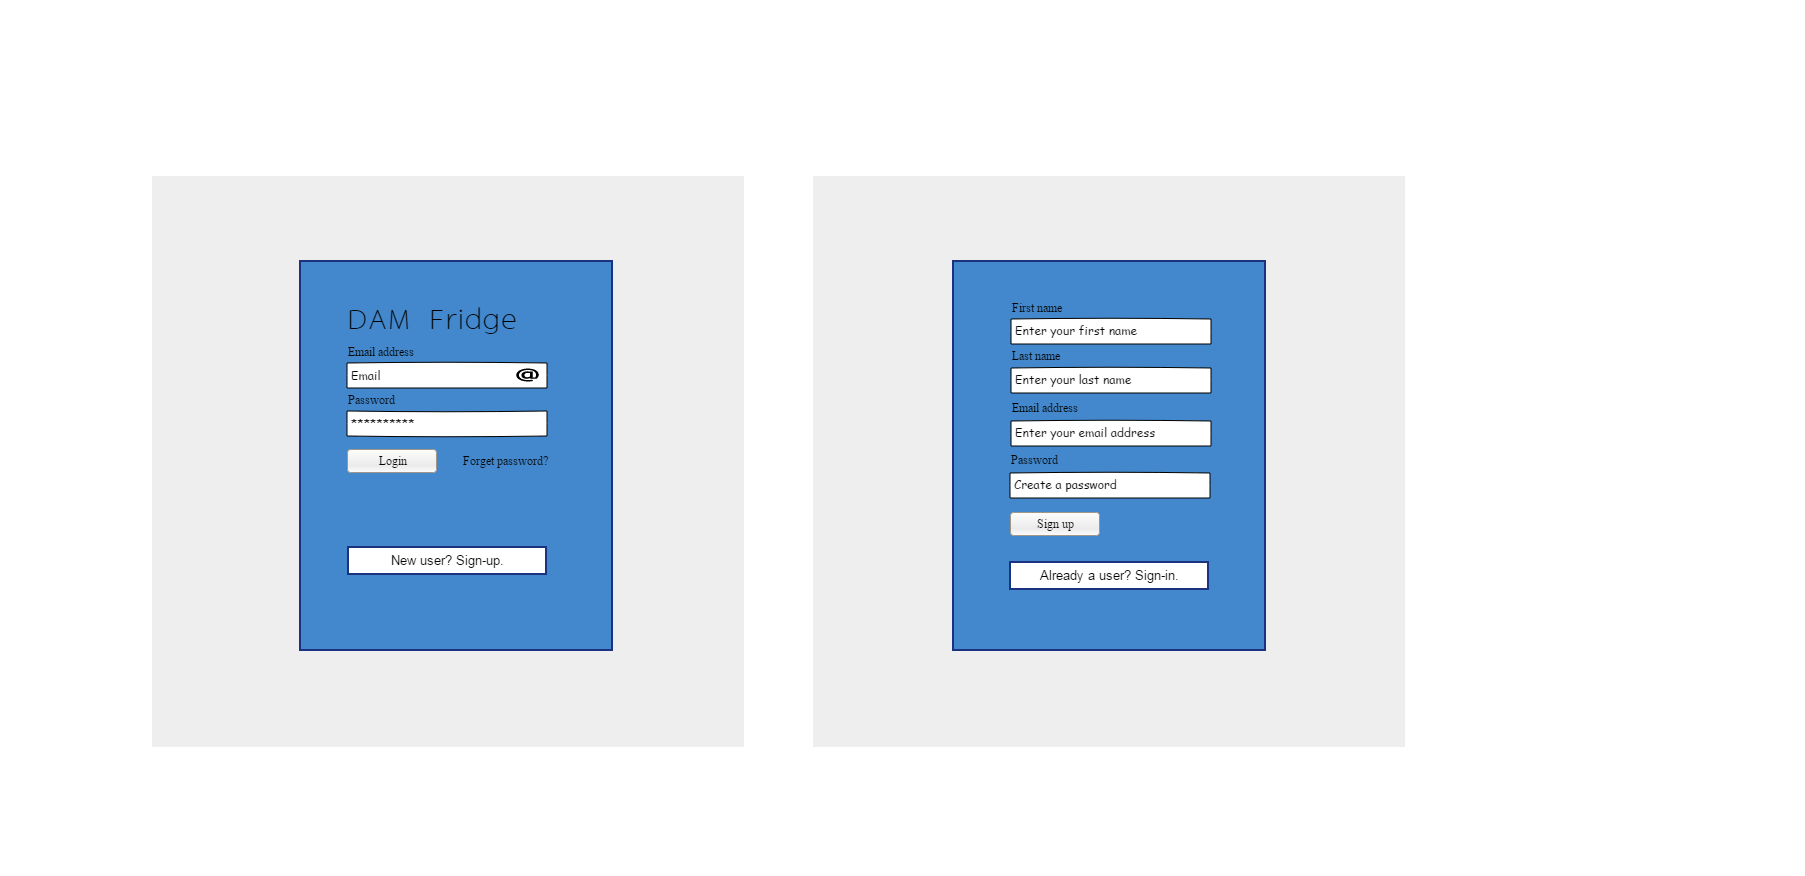 DAM Fridge
Email address
Email @
Password
**********
Login Forget password?
New user? Sign-up.
First name
Enter your first name
Last name
Enter your last name
Email address
Enter your email address
Password
Create a password
Sign up
Already a user? Sign-in.